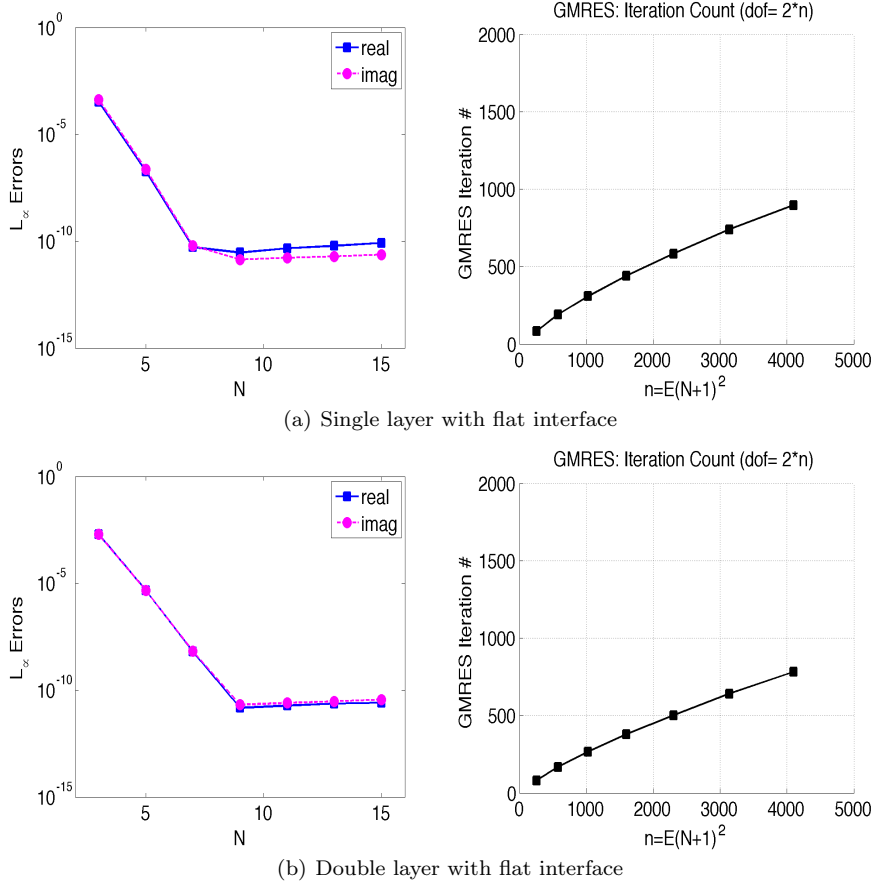 10^0
10^-5
10^-10
10^-15
L_∝ Errors
real
imag
5
10
15
N
GMRES: Iteration Count (dof= 2*n)
2000
1500
1000
500
0
GMRES Iteration #
0
1000
2000
3000
4000
5000
n=E(N+1)^2
(a) Single layer with flat interface
10^0
10^-5
10^-10
10^-15
L_∝ Errors
real
imag
5
10
15
N
GMRES: Iteration Count (dof= 2*n)
2000
1500
1000
500
0
GMRES Iteration #
0
1000
2000
3000
4000
5000
n=E(N+1)^2
(b) Double layer with flat interface